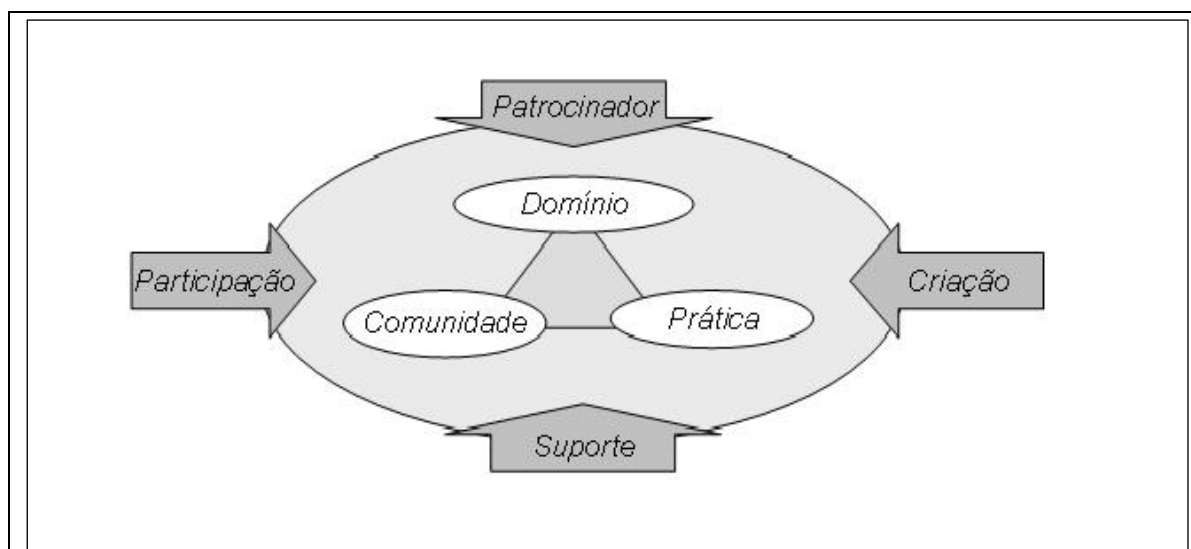 Patrocinador
Domínio
Participação
Criação
Comunidade
Prática
Suporte